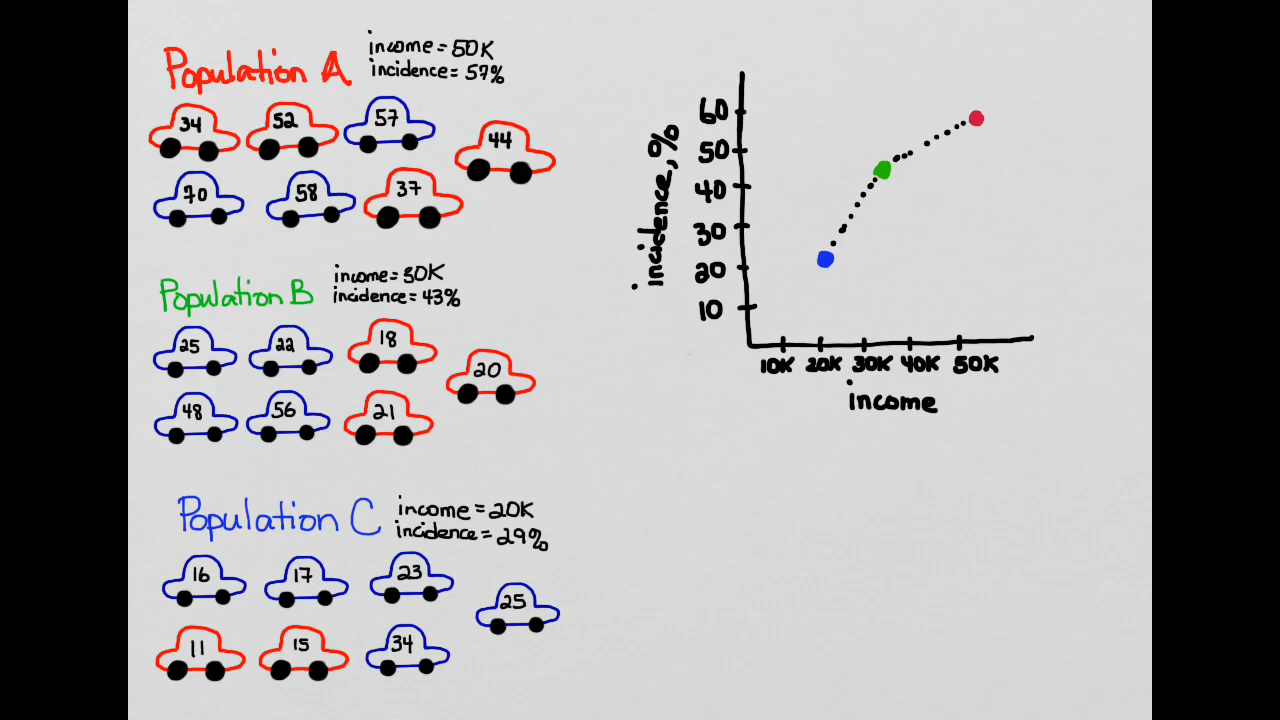 Population A
income = 50K
incidence = 57%
34 52 57 44
70 58 37
Population B
income = 30K
incidence = 43%
25 22 18 20
48 56 21
Population C
income = 20K
incidence = 29%
16 17 23 25
11 15 34
incidence, %
60
50
40
30
20
10
10K 20K 30K 40K 50K
income